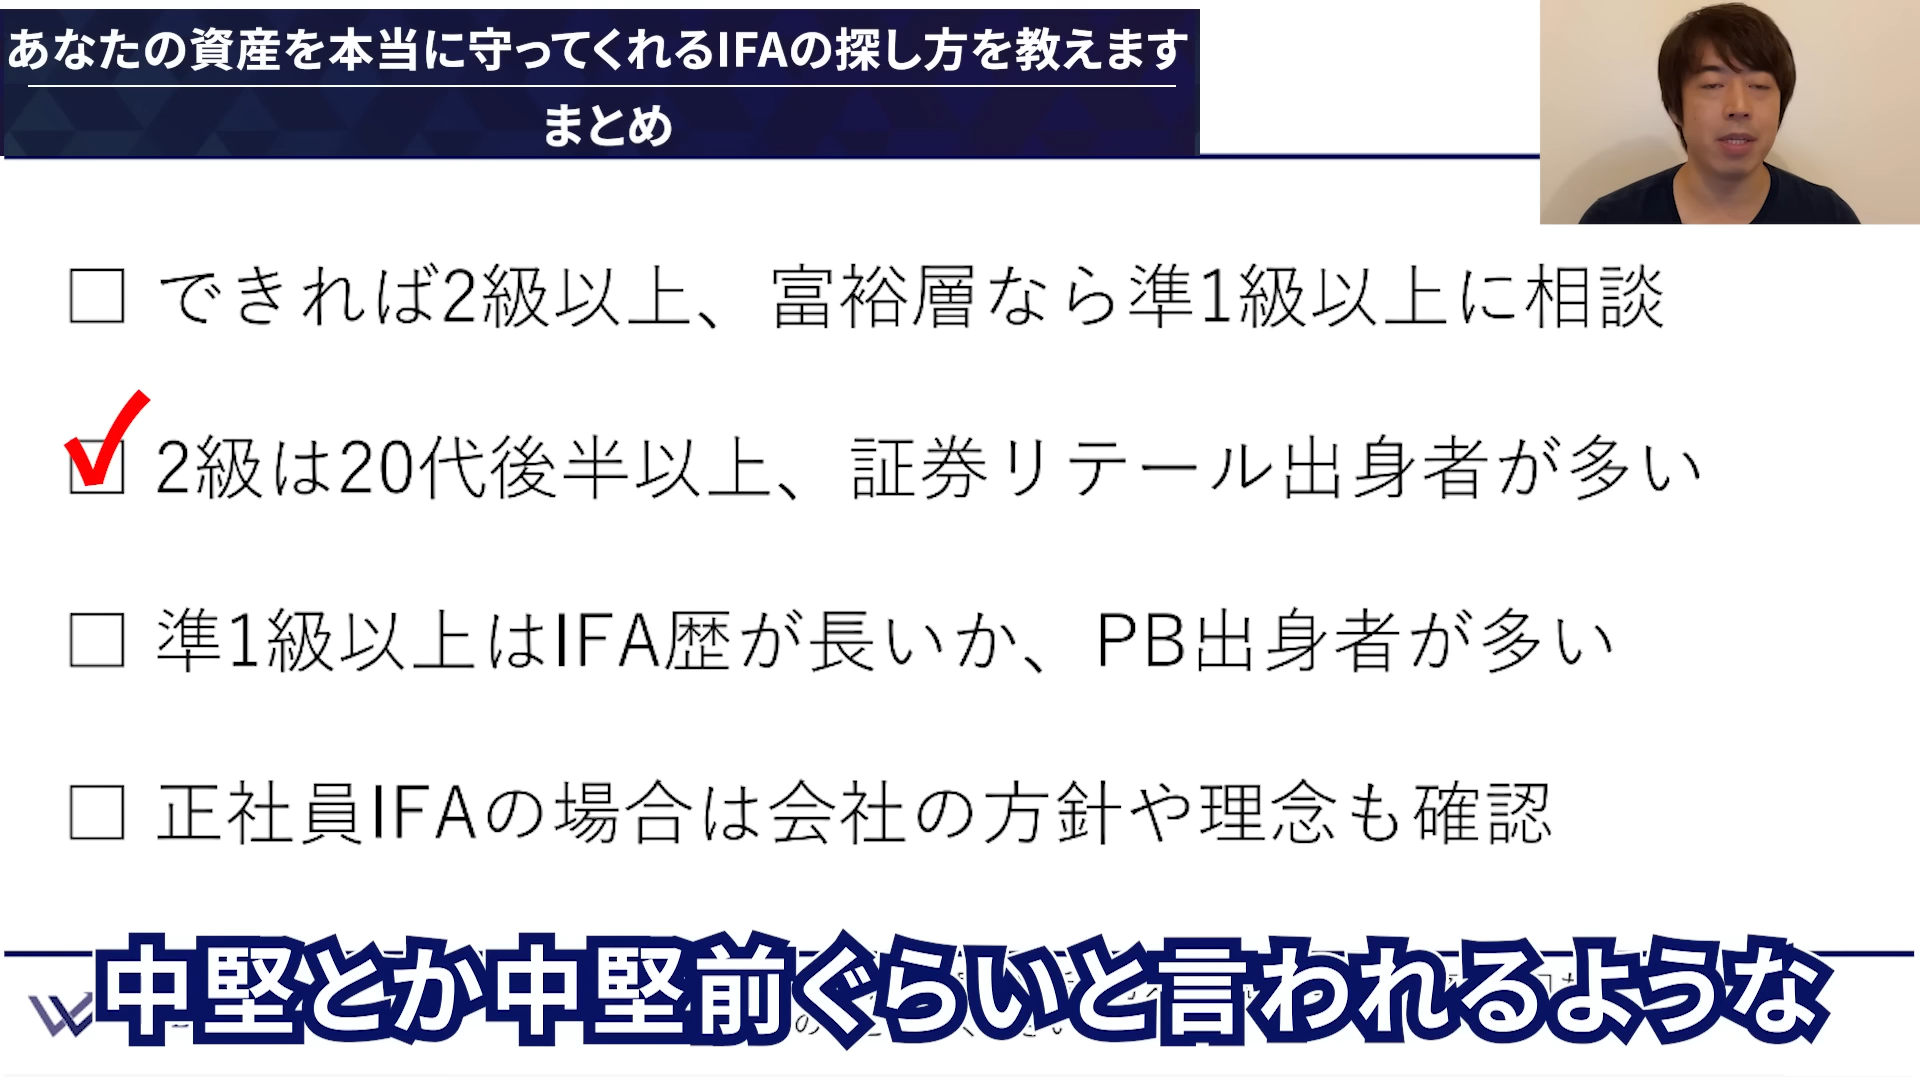 あなたの資産を本当に守ってくれるIFAの探し方を教えます
まとめ
□ できれば2級以上、富裕層なら準1級以上に相談
□ 2級は20代後半以上、証券リテール出身者が多い
□ 準1級以上はIFA歴が長いか、PB出身者が多い
□ 正社員IFAの場合は会社の方針や理念も確認
中堅とか中堅前ぐらいと言われるような